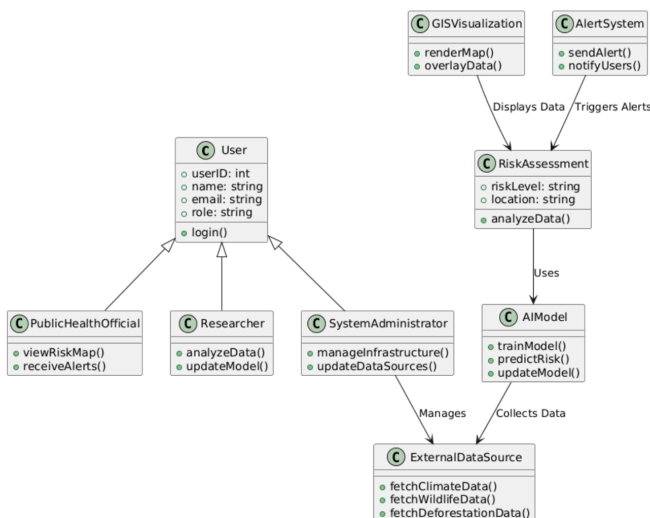 C GISVisualization
renderMap()
overlayData()
C AlertSystem
sendAlert()
notifyUsers()
Displays Data
Triggers Alerts
C User
userID: int
name: string
email: string
role: string
login()
C RiskAssessment
riskLevel: string
location: string
analyzeData()
Uses
C PublicHealthOfficial
viewRiskMap()
receiveAlerts()
C Researcher
analyzeData()
updateModel()
C SystemAdministrator
manageInfrastructure()
updateDataSources()
C AIModel
trainModel()
predictRisk()
updateModel()
Manages
Collects Data
C ExternalDataSource
fetchClimateData()
fetchWildlifeData()
fetchDeforestationData()